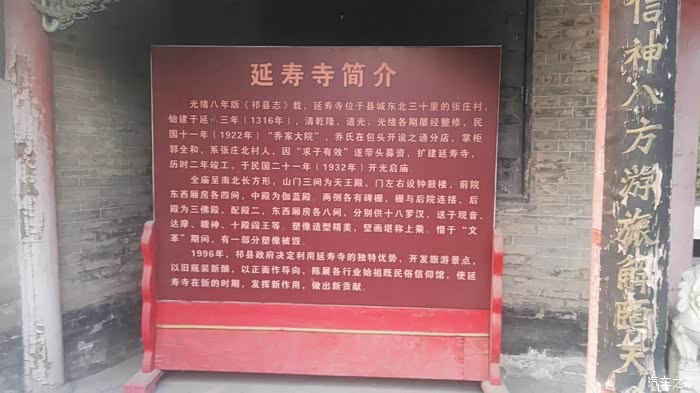 延寿寺简介
光绪八年版《祁县志》载，延寿寺位于县城东北三十里的张庄村，
始建于延 三年（1316年），清乾隆、道光、光绪各期屡经整修，民
国十一年（1922年）“乔家大院”，乔氏在包头开设之通分店，掌柜
郭全和，系张庄北村人，因“求子有效”遂带头募资，扩建延寿寺，
历时二年竣工，于民国二十一年（1932年）开光启庙
全庙呈南北长方形，山门三间为天王殿，门左右设钟鼓楼，前院
东西厢房各四间，中殿为伽蓝殿。两侧各有碑棚，栅与后院连接，后
殿为三佛殿，配殿二，东西厢房各八间，分别供十八罗汉、送子观音、
达摩、糠神、十殿阎王等。塑像造型精美，壁画堪称上乘。惜于“文
革”期间，有一部分塑像被毁。
1996年，祁县政府决定利用延寿寺的独特优势，开发旅游景点，
以旧瓶装新酿，以正面作导向，陈展各行业始祖既民俗信仰馆，使延
寿寺在新的时期，发挥新作用，做出新贡献。
信神八方游旅解囊天
汽车之